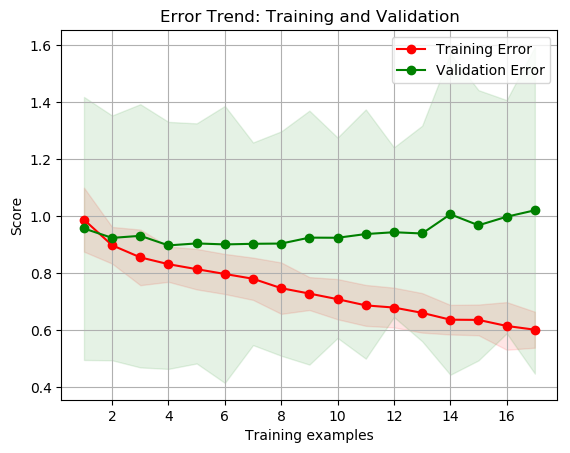 Error Trend: Training and Validation
1.6
1.4
1.2
1.0
0.8
0.6
0.4
Score
Training Error
Validation Error
2 4 6 8 10 12 14 16
Training examples